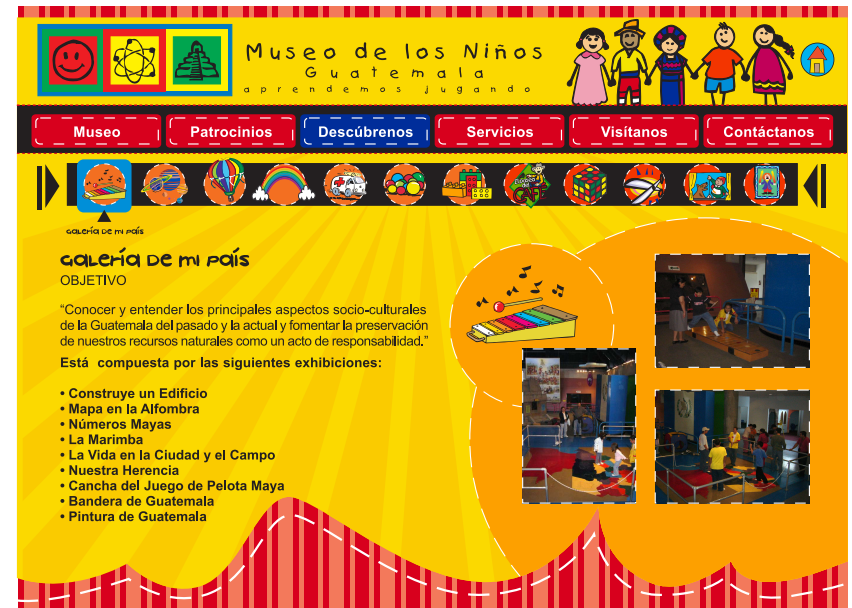 Museo de los Niños
Guatemala
aprendemos jugando
Museo
Patrocinios
Descúbrenos
Servicios
Visítanos
Contáctanos
Galería de mi país
Galería de mi país
OBJETIVO
“Conocer y entender los principales aspectos socio-culturales
de la Guatemala del pasado y la actual y fomentar la preservación
de nuestros recursos naturales como un acto de responsabilidad.”
Está compuesta por las siguientes exhibiciones:
• Construye un Edificio
• Mapa en la Alfombra
• Números Mayas
• La Marimba
• La Vida en la Ciudad y el Campo
• Nuestra Herencia
• Cancha del Juego de Pelota Maya
• Bandera de Guatemala
• Pintura de Guatemala